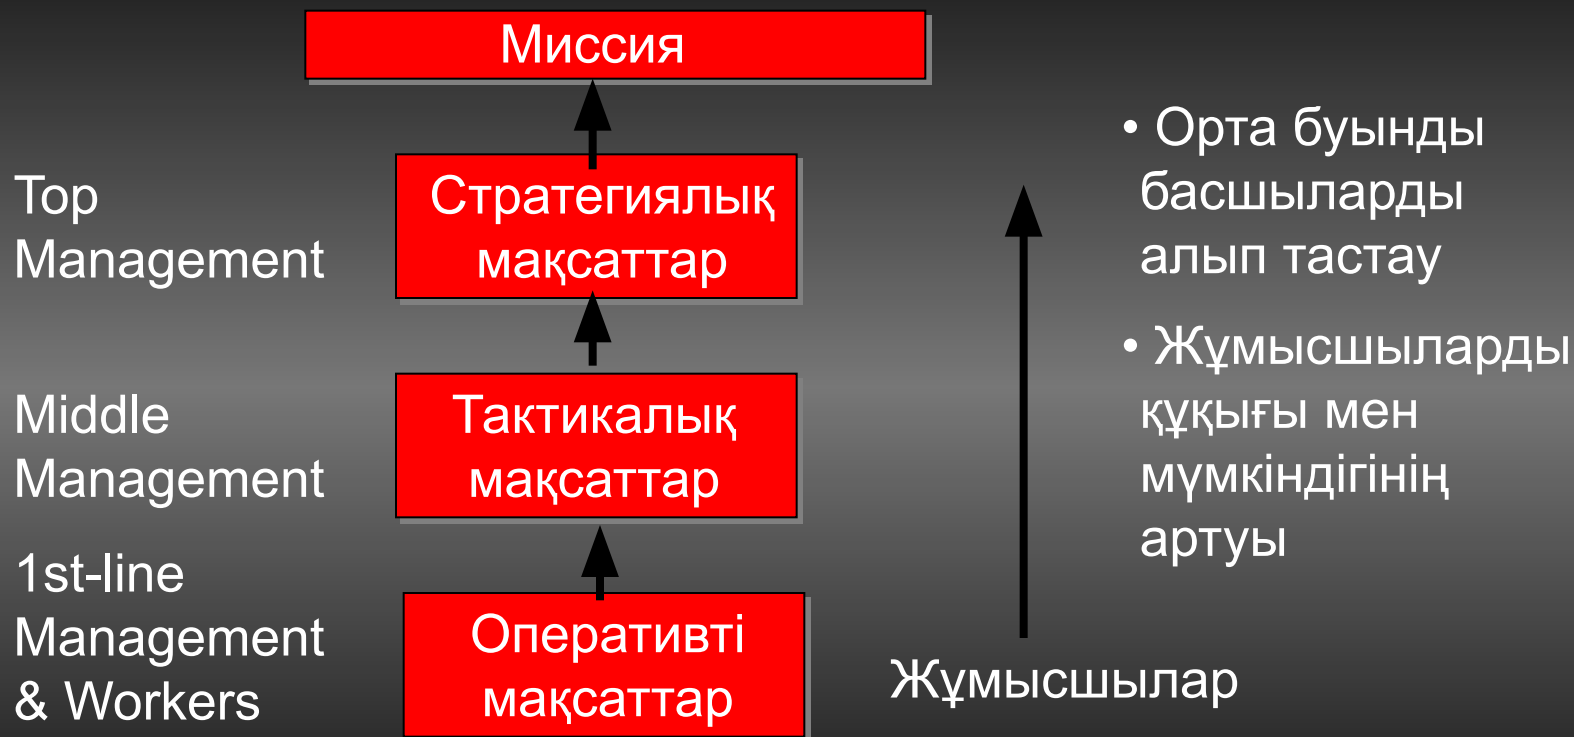 Миссия
Top
Management
Стратегиялық
мақсаттар
Middle
Management
Тактикалық
мақсаттар
1st-line
Management
& Workers
Оперативті
мақсаттар
Жұмысшылар
• Орта буынды
басшыларды
алып тастау
• Жұмысшыларды
құқығы мен
мүмкіндігінің
артуы